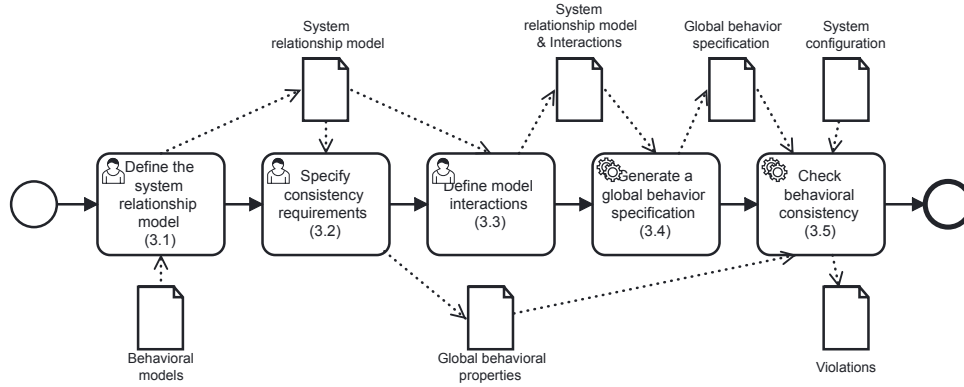 System
relationship model
System
relationship model
& Interactions
Global behavior
specification
System
configuration
Define the
system
relationship
model
(3.1)
Specify
consistency
requirements
(3.2)
Define model
interactions
(3.3)
Generate a
global behavior
specification
(3.4)
Check
behavioral
consistency
(3.5)
Behavioral
models
Global behavioral
properties
Violations